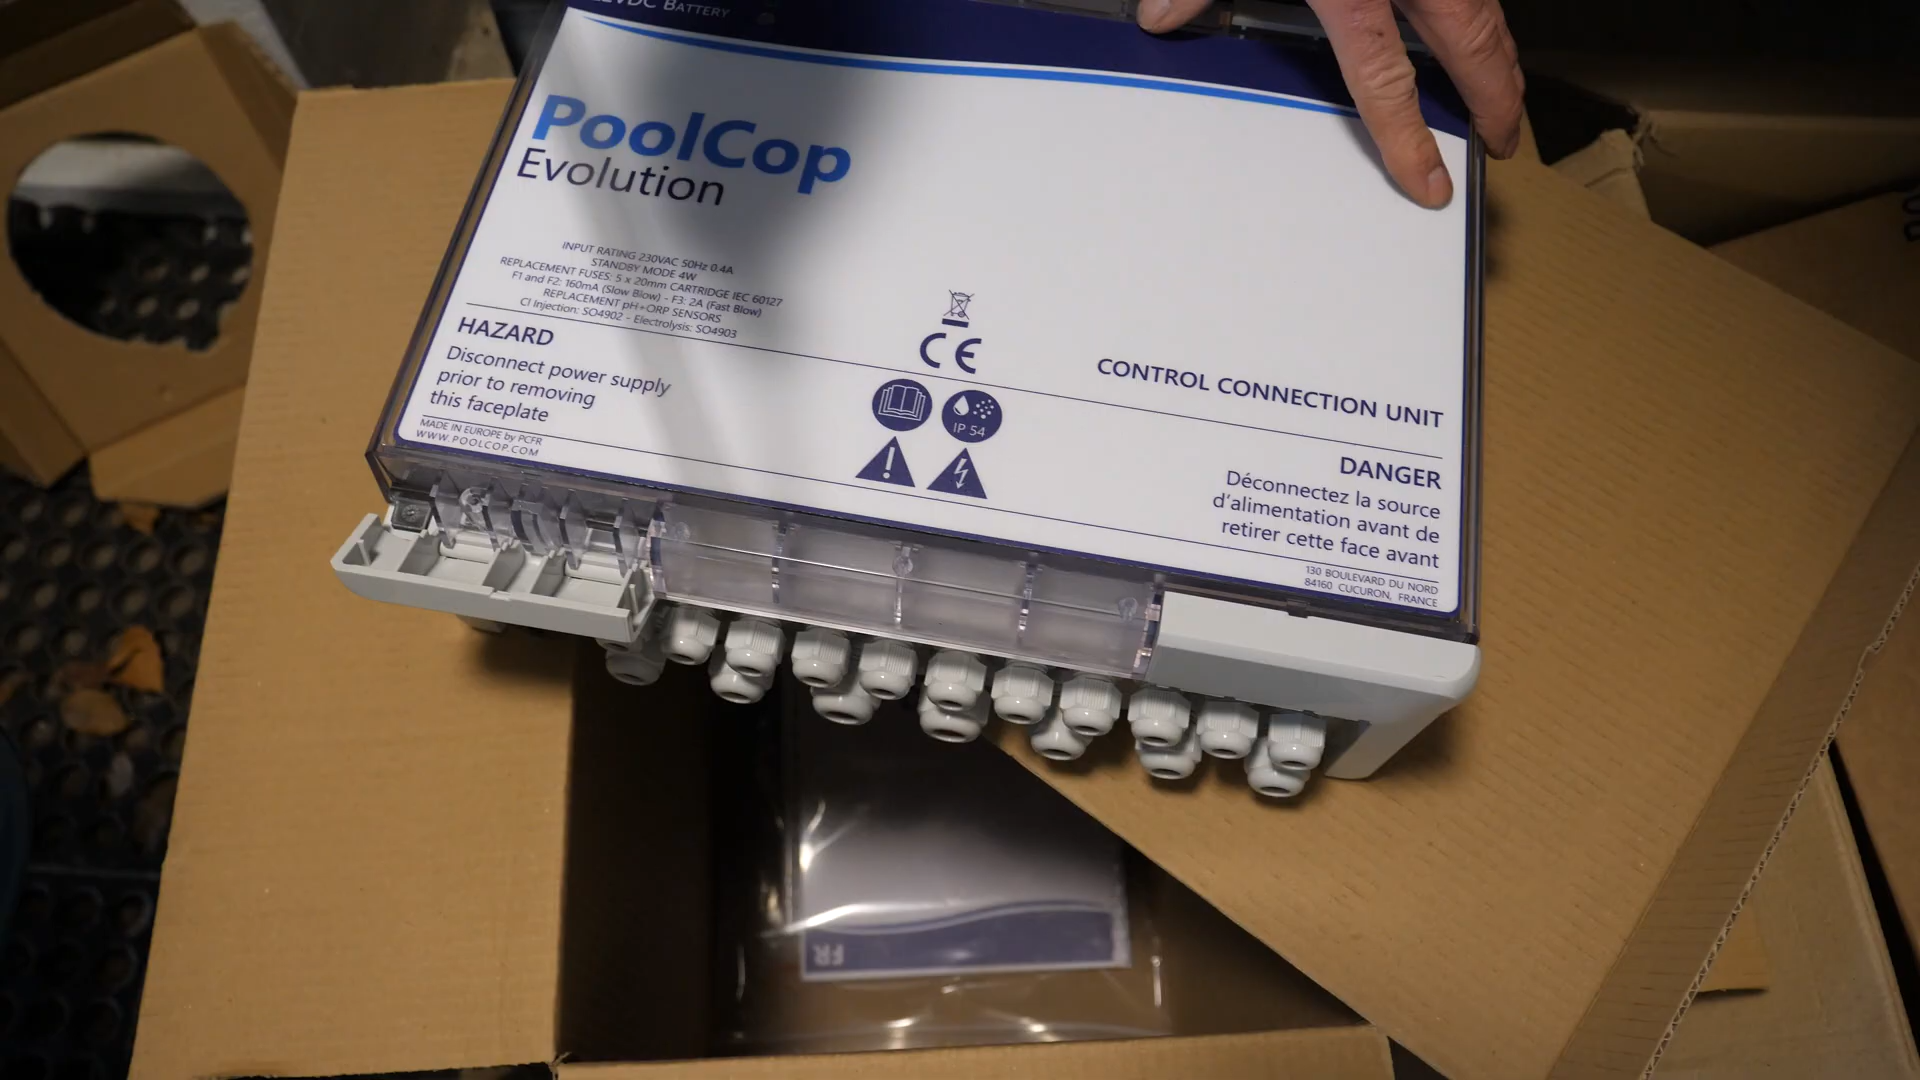 BATTERY
PoolCop
Evolution
INPUT RATING 230VAC 50Hz 0.4A
STANDBY MODE 4W
REPLACEMENT FUSES: 5 x 20mm CARTRIDGE IEC 60127
F1 and F2: 160mA (Slow Blow) - F3: 2A (Fast Blow)
REPLACEMENT pH+ORP SENSORS
Cl Injection: SO4902 - Electrolysis: SO4903
HAZARD
Disconnect power supply
prior to removing
this faceplate
MADE IN EUROPE by PCFR
WWW.POOLCOP.COM
CE
IP 54
CONTROL CONNECTION UNIT
DANGER
Déconnectez la source
d'alimentation avant de
retirer cette face avant
130 BOULEVARD DU NORD
84160 CUCURON, FRANCE
FR